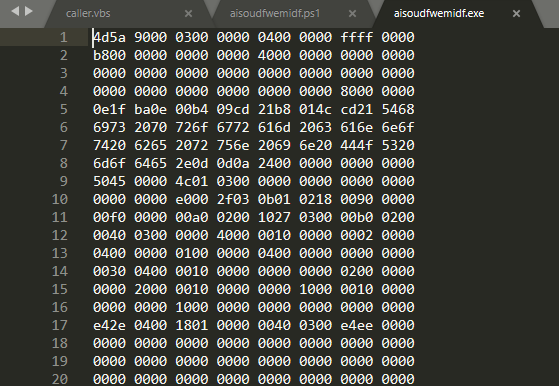 caller.vbs × aisoudfwemidf.ps1 × aisoudfwemidf.exe ×
1 4d5a 9000 0300 0000 0400 0000 ffff 0000
2 b800 0000 0000 0000 4000 0000 0000 0000
3 0000 0000 0000 0000 0000 0000 0000 0000
4 0000 0000 0000 0000 0000 0000 8000 0000
5 0e1f ba0e 00b4 09cd 21b8 014c cd21 5468
6 6973 2070 726f 6772 616d 2063 616e 6e6f
7 7420 6265 2072 756e 2069 6e20 444f 5320
8 6d6f 6465 2e0d 0d0a 2400 0000 0000 0000
9 5045 0000 4c01 0300 0000 0000 0000 0000
10 0000 0000 e000 2f03 0b01 0218 0090 0000
11 00f0 0000 00a0 0200 1027 0300 00b0 0200
12 0040 0300 0000 4000 0010 0000 0002 0000
13 0400 0000 0100 0000 0400 0000 0000 0000
14 0030 0400 0010 0000 0000 0000 0200 0000
15 0000 2000 0010 0000 0000 1000 0010 0000
16 0000 0000 1000 0000 0000 0000 0000 0000
17 e42e 0400 1801 0000 0040 0300 e4ee 0000
18 0000 0000 0000 0000 0000 0000 0000 0000
19 0000 0000 0000 0000 0000 0000 0000 0000
20 0000 0000 0000 0000 0000 0000 0000 0000